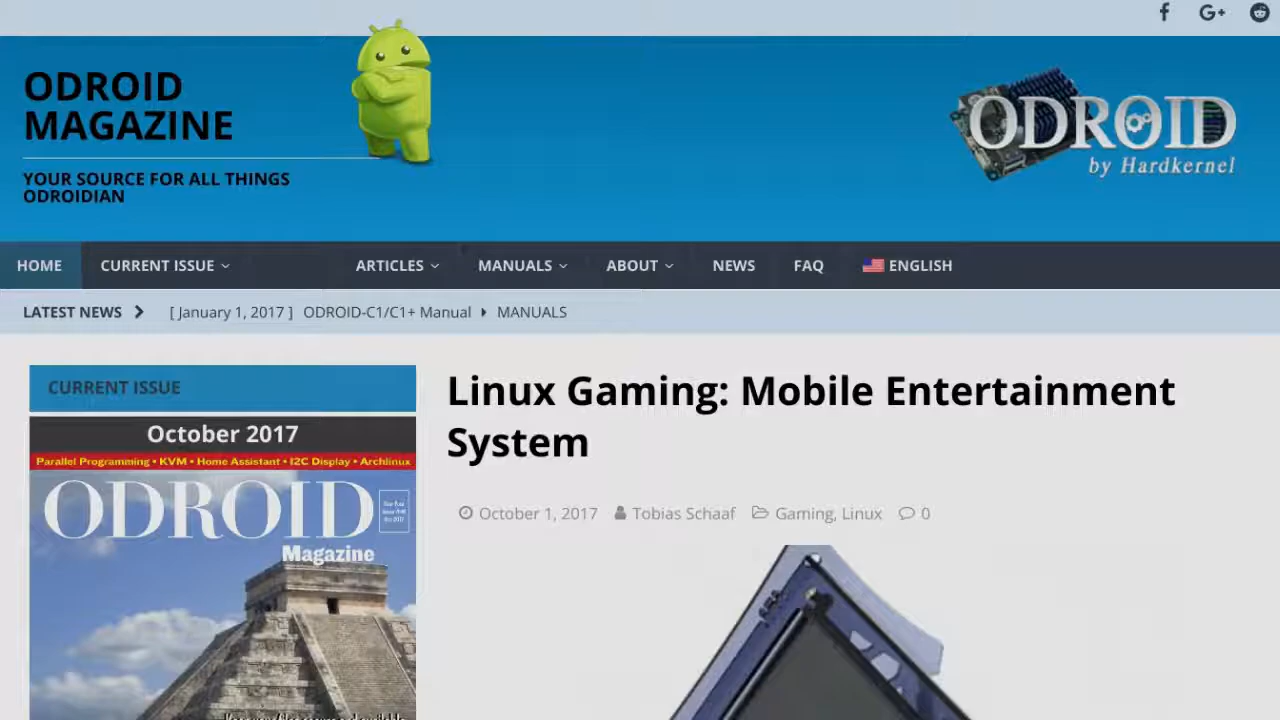 ODROID
MAGAZINE
YOUR SOURCE FOR ALL THINGS
ODROIDIAN
ODROID
by Hardkernel
HOME CURRENT ISSUE ARTICLES MANUALS ABOUT NEWS FAQ ENGLISH
LATEST NEWS [ January 1, 2017 ] ODROID-C1/C1+ Manual MANUALS
CURRENT ISSUE
October 2017
Parallel Programming • KVM • Home Assistant • I2C Display • Archlinux
ODROID
Magazine
Linux Gaming: Mobile Entertainment
System
October 1, 2017 Tobias Schaaf Gaming, Linux 0